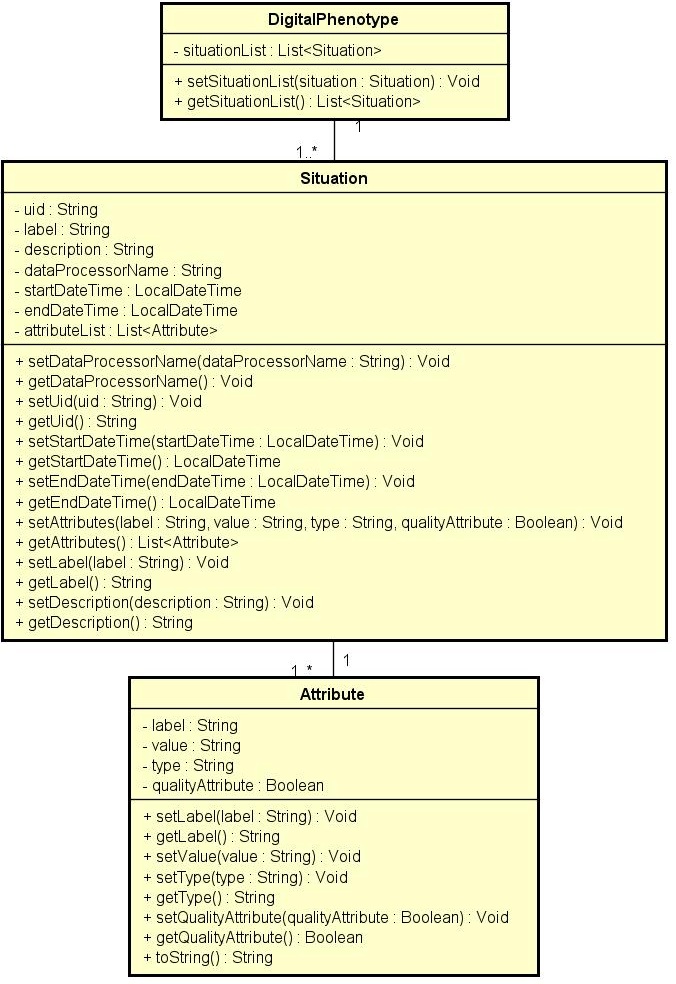 DigitalPhenotype
- situationList : List<Situation>
+ setSituationList(situation : Situation) : Void
+ getSituationList() : List<Situation>
1
1..*
Situation
- uid : String
- label : String
- description : String
- dataProcessorName : String
- startDateTime : LocalDateTime
- endDateTime : LocalDateTime
- attributeList : List<Attribute>
+ setDataProcessorName(dataProcessorName : String) : Void
+ getDataProcessorName() : Void
+ setUid(uid : String) : Void
+ getUid() : String
+ setStartDateTime(startDateTime : LocalDateTime) : Void
+ getStartDateTime() : LocalDateTime
+ setEndDateTime(endDateTime : LocalDateTime) : Void
+ getEndDateTime() : LocalDateTime
+ setAttributes(label : String, value : String, type : String, qualityAttribute : Boolean) : Void
+ getAttributes() : List<Attribute>
+ setLabel(label : String) : Void
+ getLabel() : String
+ setDescription(description : String) : Void
+ getDescription() : String
1
1..*
Attribute
- label : String
- value : String
- type : String
- qualityAttribute : Boolean
+ setLabel(label : String) : Void
+ getLabel() : String
+ setValue(value : String) : Void
+ setType(type : String) : Void
+ getType() : String
+ setQualityAttribute(qualityAttribute : Boolean) : Void
+ getQualityAttribute() : Boolean
+ toString() : String